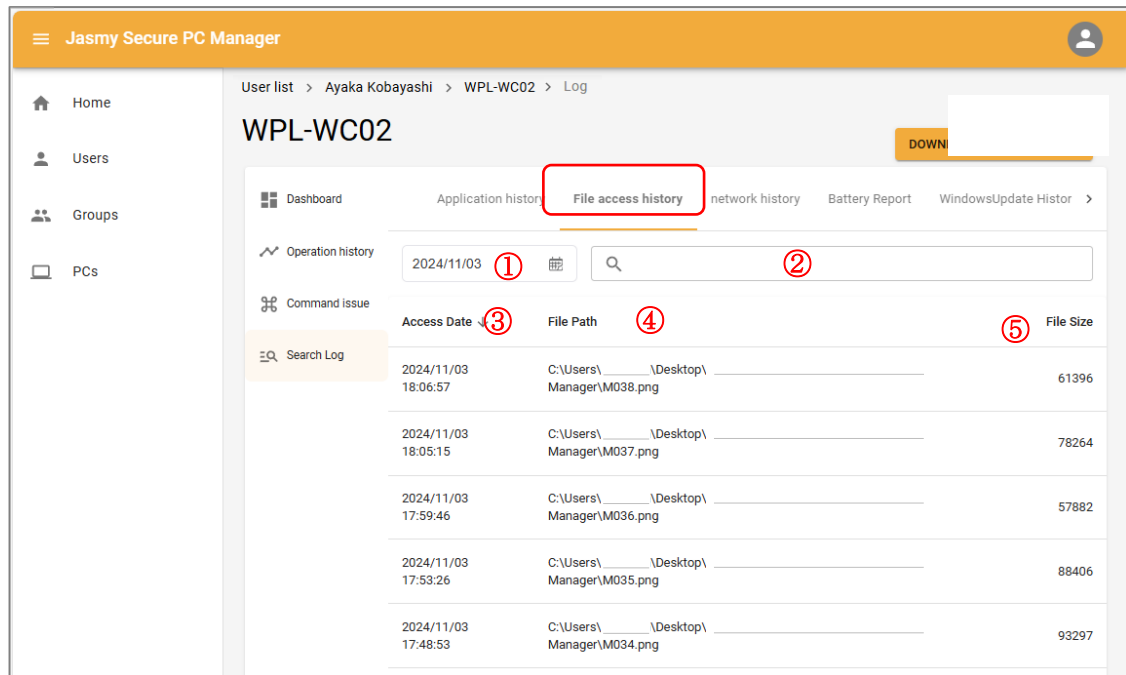 Jasmy Secure PC Manager
Home
Users
Groups
PCs
User list > Ayaka Kobayashi > WPL-WC02 > Log
WPL-WC02
Dashboard
Operation history
Command issue
Search Log
Application history
File access history
network history
Battery Report
WindowsUpdate Histor
2024/11/03 ①
②
Access Date ↓ ③
File Path ④
⑤ File Size
2024/11/03
18:06:57
C:\Users\ \Desktop\
Manager\M038.png
61396
2024/11/03
18:05:15
C:\Users\ \Desktop\
Manager\M037.png
78264
2024/11/03
17:59:46
C:\Users\ \Desktop\
Manager\M036.png
57882
2024/11/03
17:53:26
C:\Users\ \Desktop\
Manager\M035.png
88406
2024/11/03
17:48:53
C:\Users\ \Desktop\
Manager\M034.png
93297